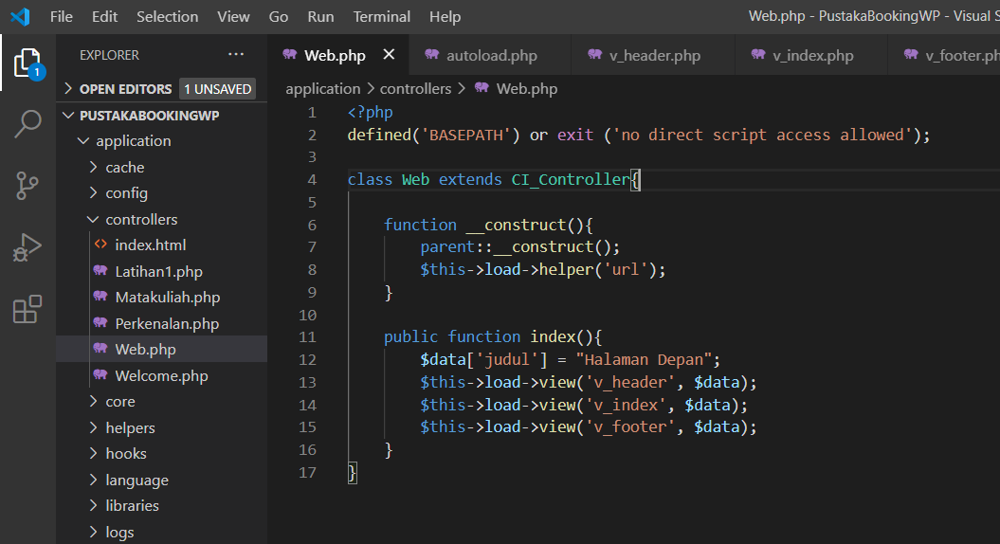 File Edit Selection View Go Run Terminal Help Web.php - PustakaBookingWP - Visual S
EXPLORER ...
1
OPEN EDITORS 1 UNSAVED
PUSTAKABOOKINGWP
application
cache
config
controllers
index.html
Latihan1.php
Matakuliah.php
Perkenalan.php
Web.php
Welcome.php
core
helpers
hooks
language
libraries
logs
Web.php autoload.php v_header.php v_index.php v_footer.ph
application > controllers > Web.php
1 <?php
2 defined('BASEPATH') or exit ('no direct script access allowed');
3
4 class Web extends CI_Controller{
5
6 function __construct(){
7 parent::__construct();
8 $this->load->helper('url');
9 }
10
11 public function index(){
12 $data['judul'] = "Halaman Depan";
13 $this->load->view('v_header', $data);
14 $this->load->view('v_index', $data);
15 $this->load->view('v_footer', $data);
16 }
17 }